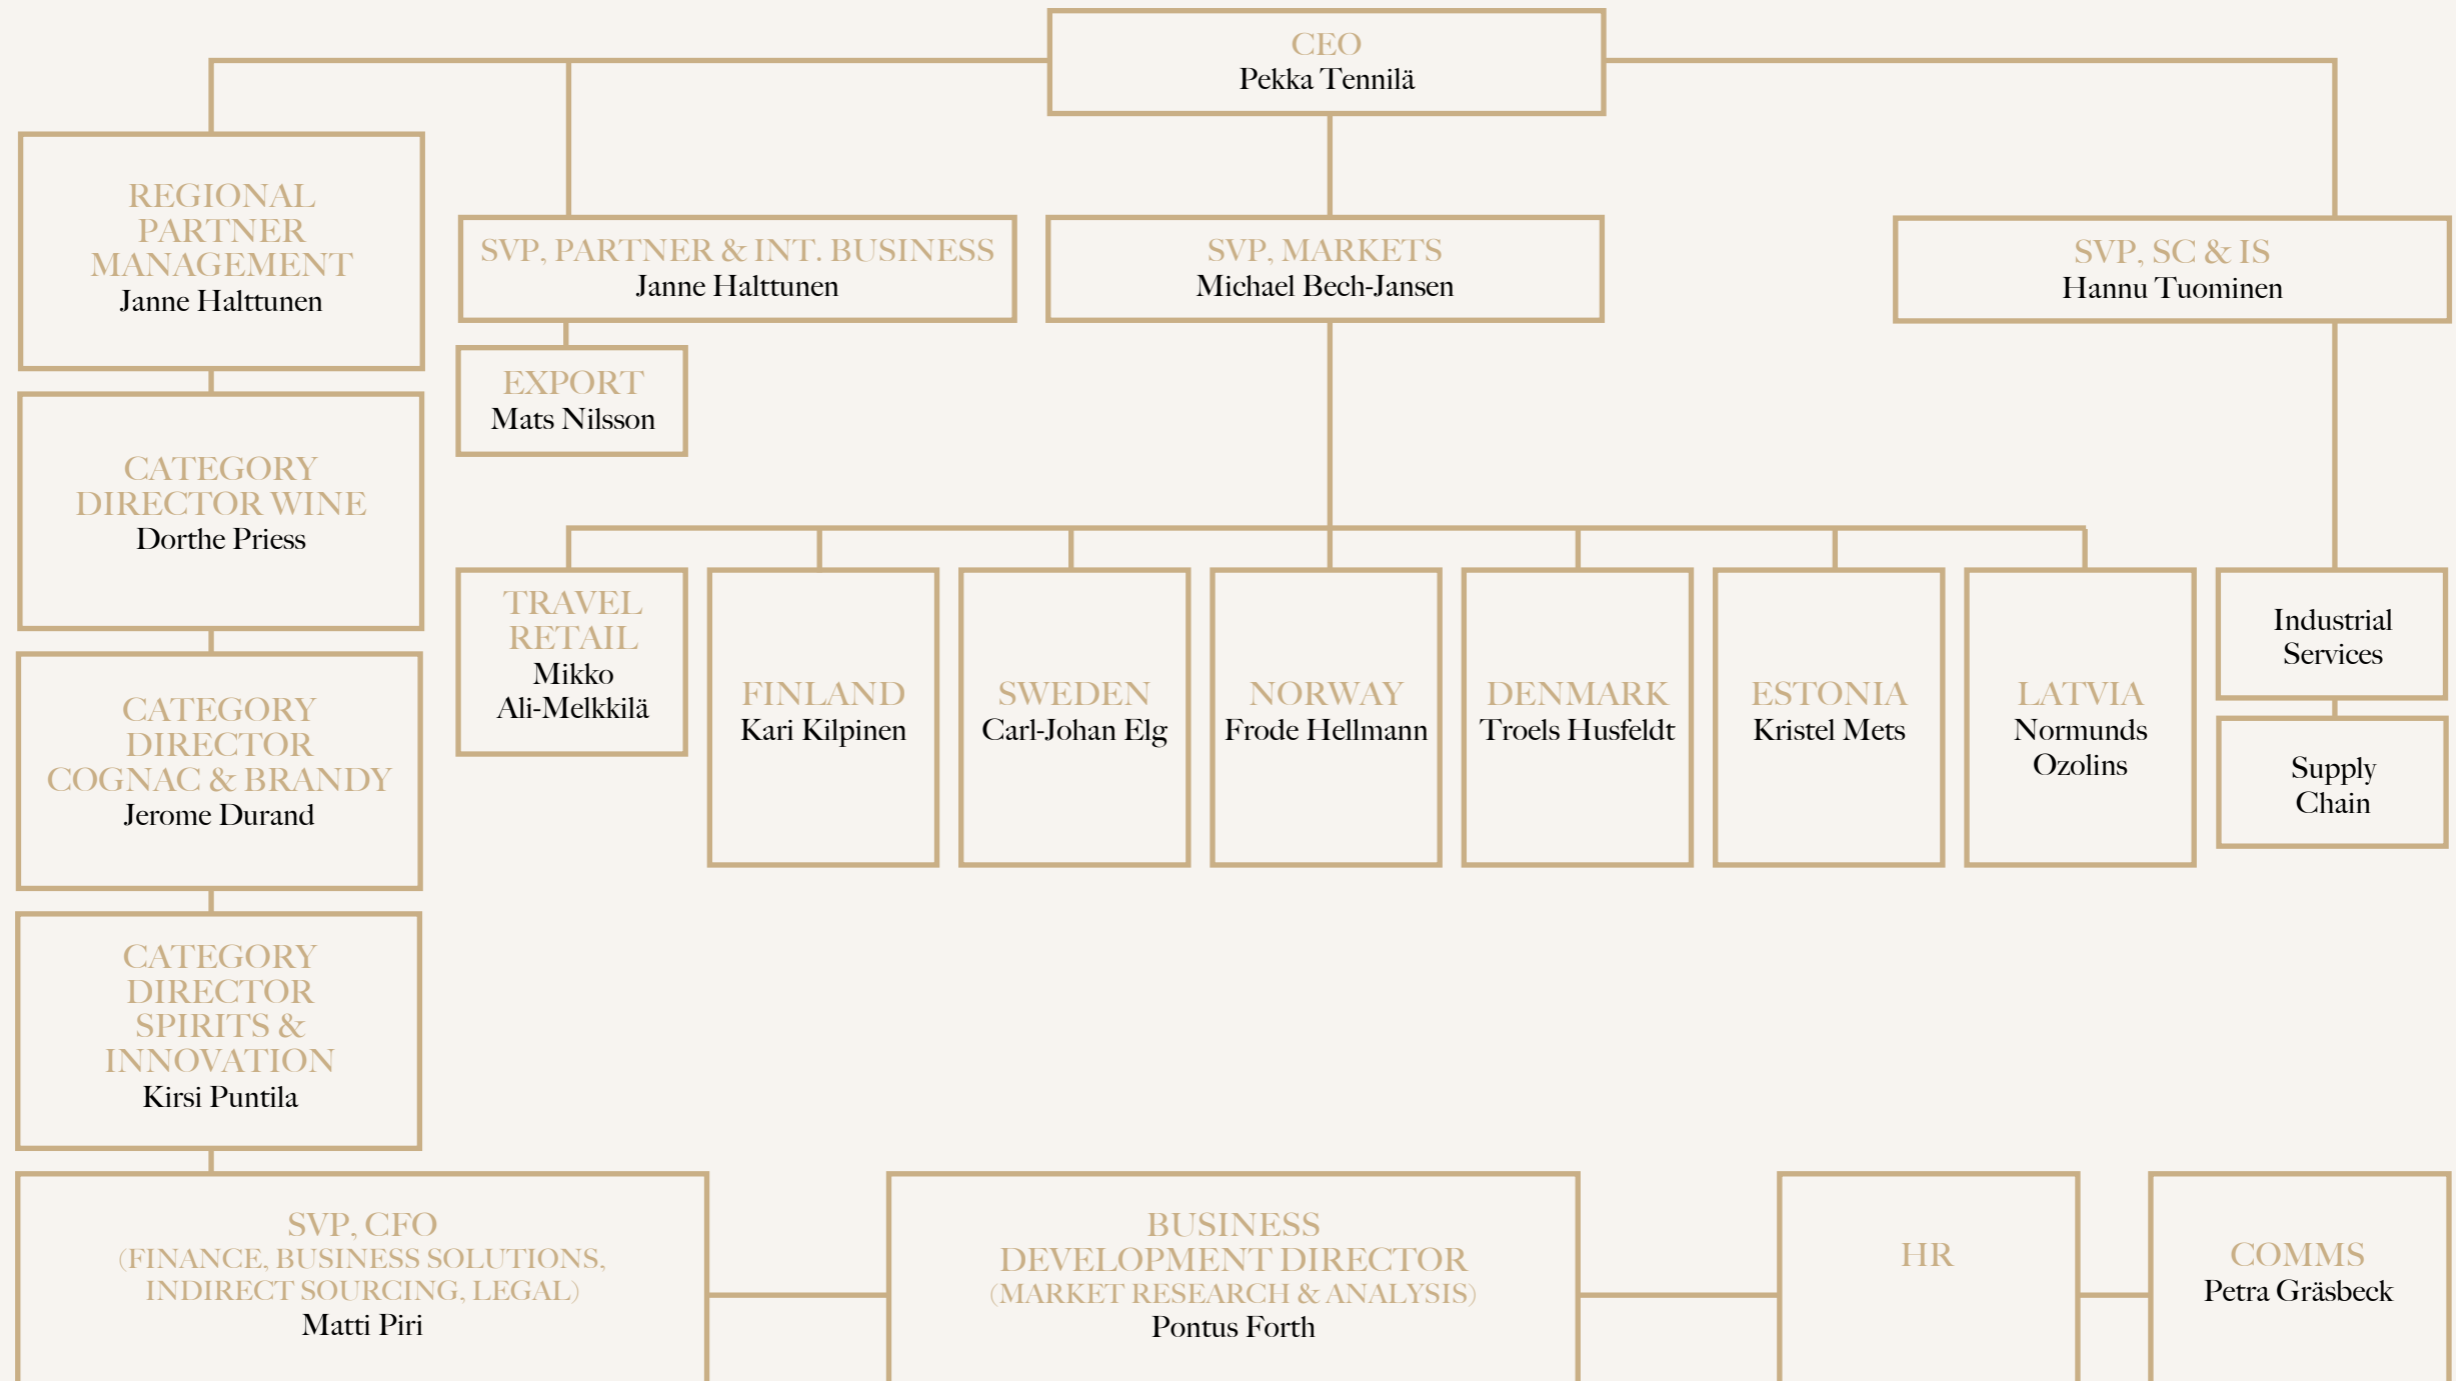 CEO
Pekka Tennilä
REGIONAL
PARTNER
MANAGEMENT
Janne Halttunen
SVP, PARTNER & INT. BUSINESS
Janne Halttunen
SVP, MARKETS
Michael Bech-Jansen
SVP, SC & IS
Hannu Tuominen
EXPORT
Mats Nilsson
CATEGORY
DIRECTOR WINE
Dorthe Priess
TRAVEL
RETAIL
Mikko
Ali-Melkkilä
FINLAND
Kari Kilpinen
SWEDEN
Carl-Johan Elg
NORWAY
Frode Hellmann
DENMARK
Troels Husfeldt
ESTONIA
Kristel Mets
LATVIA
Normunds
Ozolins
Industrial
Services
Supply
Chain
CATEGORY
DIRECTOR
COGNAC & BRANDY
Jerome Durand
CATEGORY
DIRECTOR
SPIRITS &
INNOVATION
Kirsi Puntila
SVP, CFO
(FINANCE, BUSINESS SOLUTIONS,
INDIRECT SOURCING, LEGAL)
Matti Piri
BUSINESS
DEVELOPMENT DIRECTOR
(MARKET RESEARCH & ANALYSIS)
Pontus Forth
HR
COMMS
Petra Gräsbeck